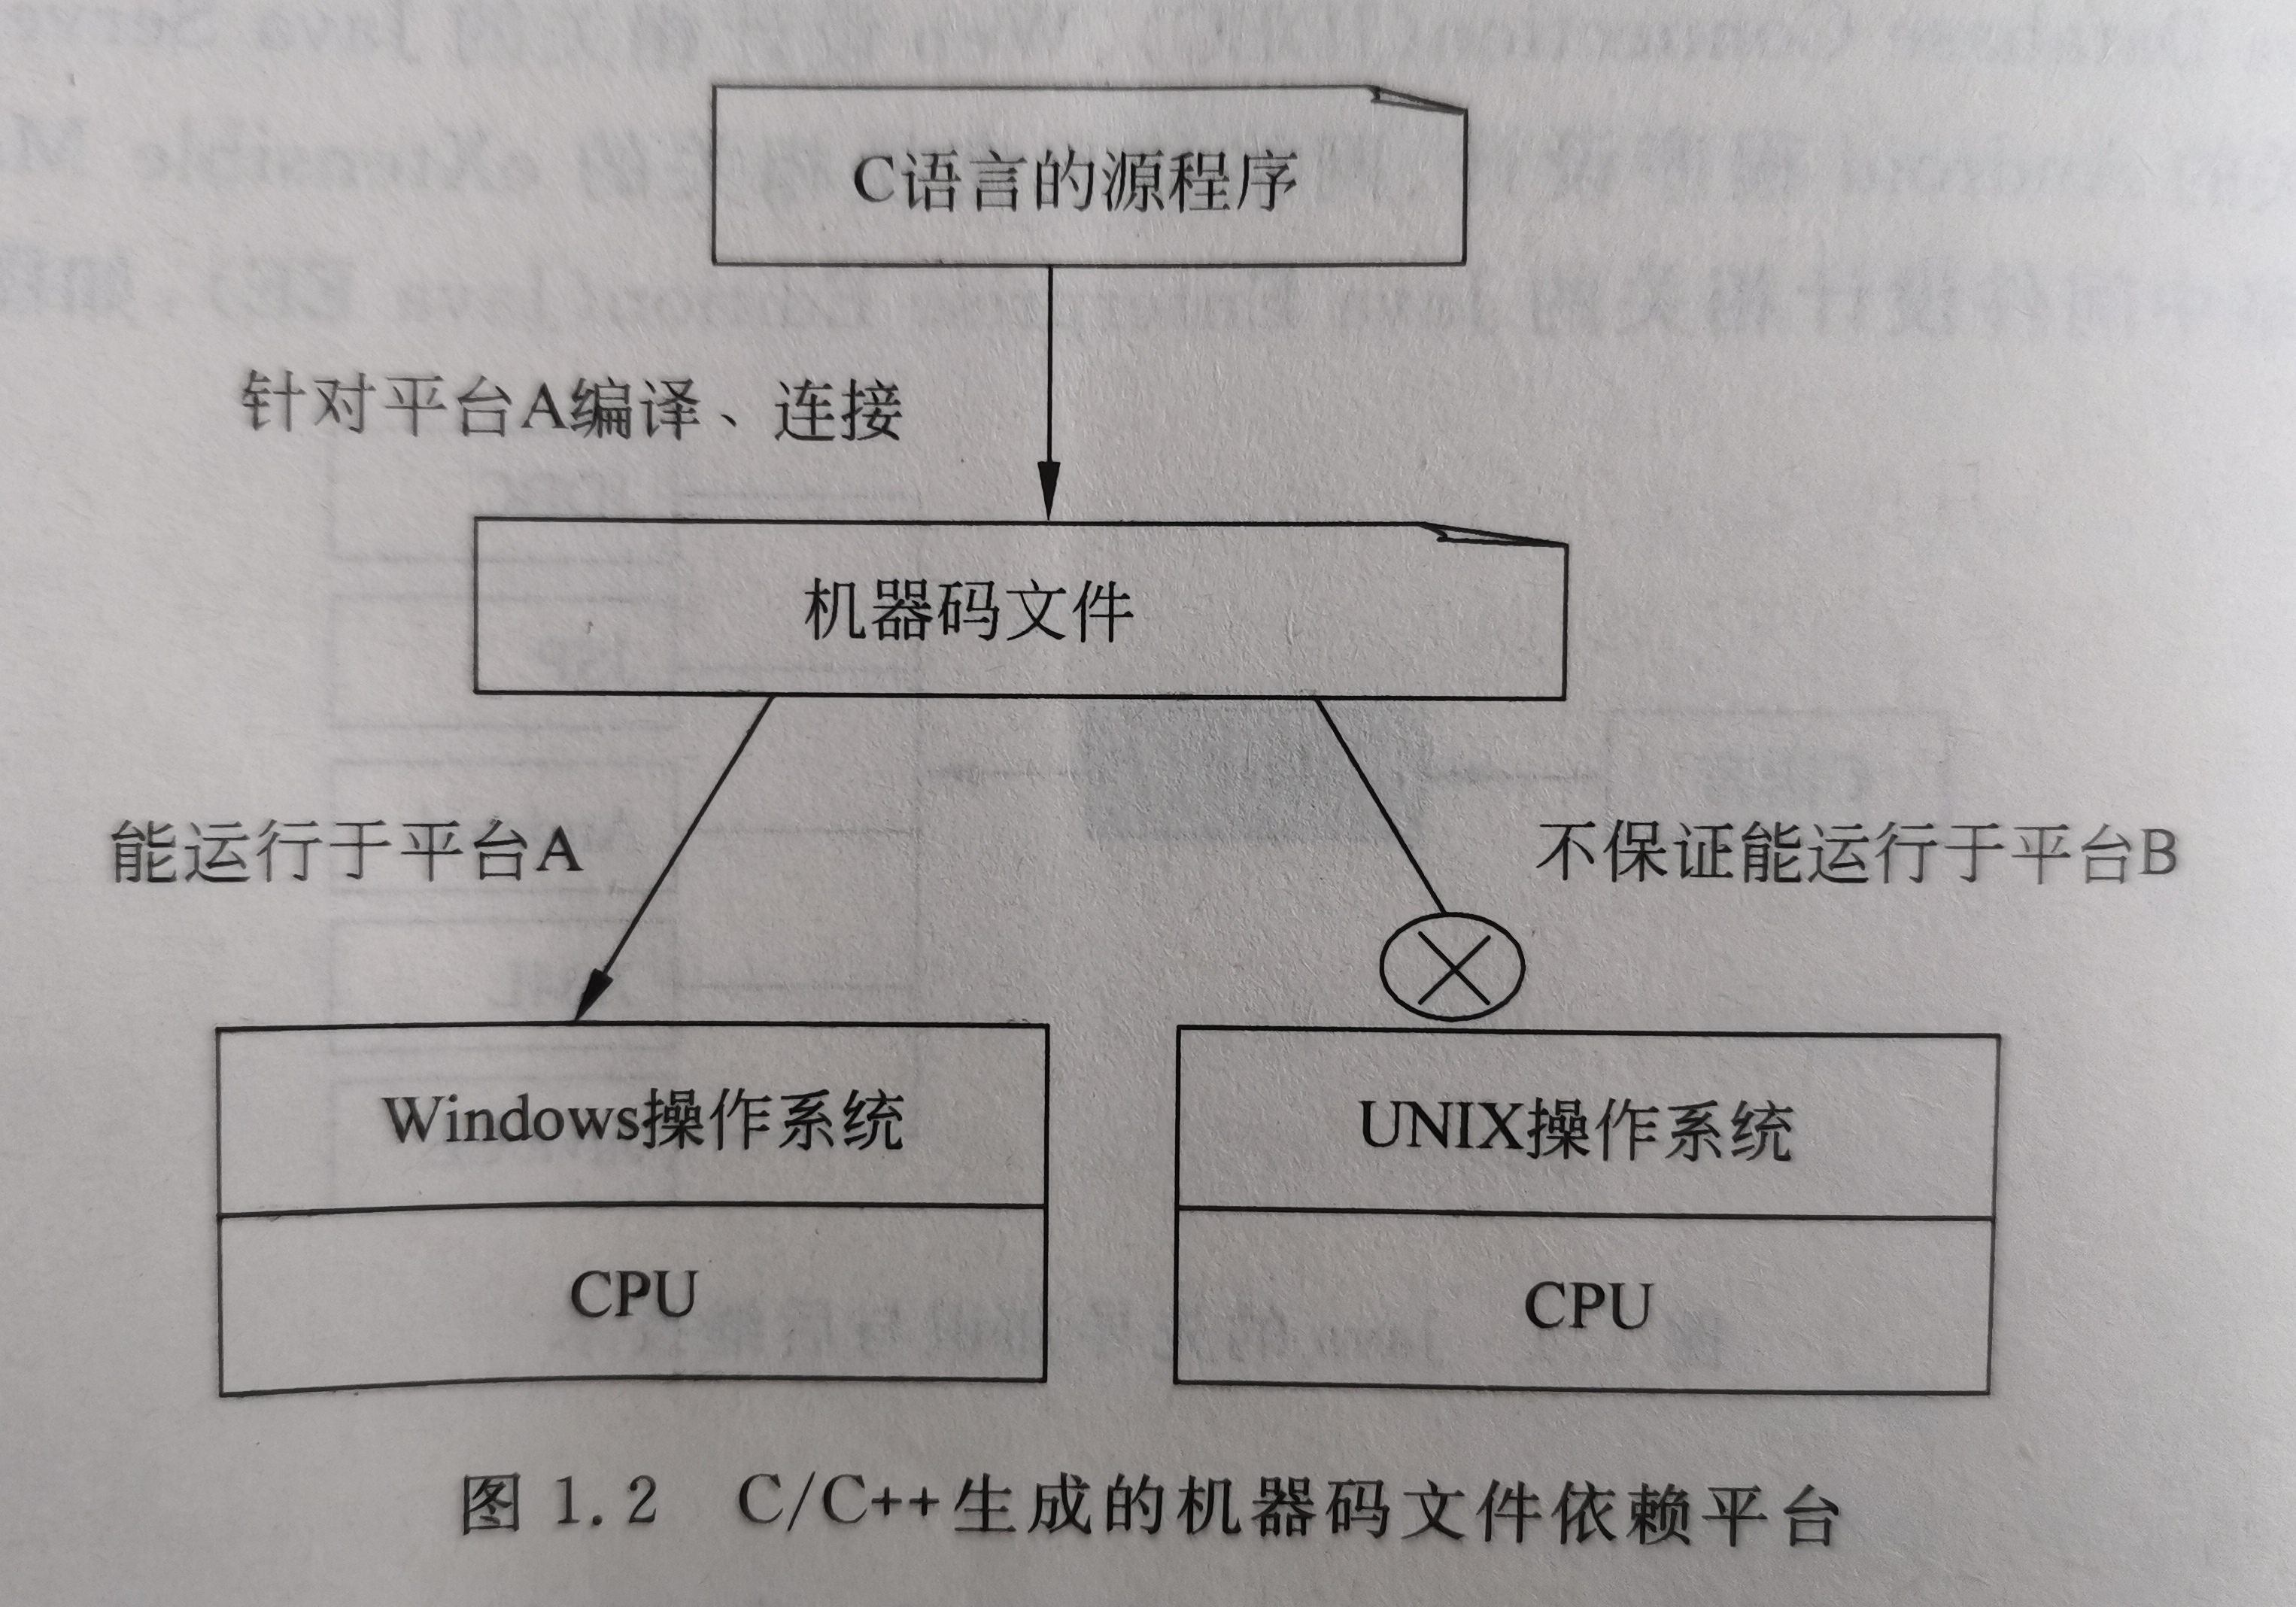 C语言的源程序
针对平台A编译、连接
机器码文件
能运行于平台A
不保证能运行于平台B
Windows操作系统
UNIX操作系统
CPU
CPU
图 1.2 C/C++生成的机器码文件依赖平台